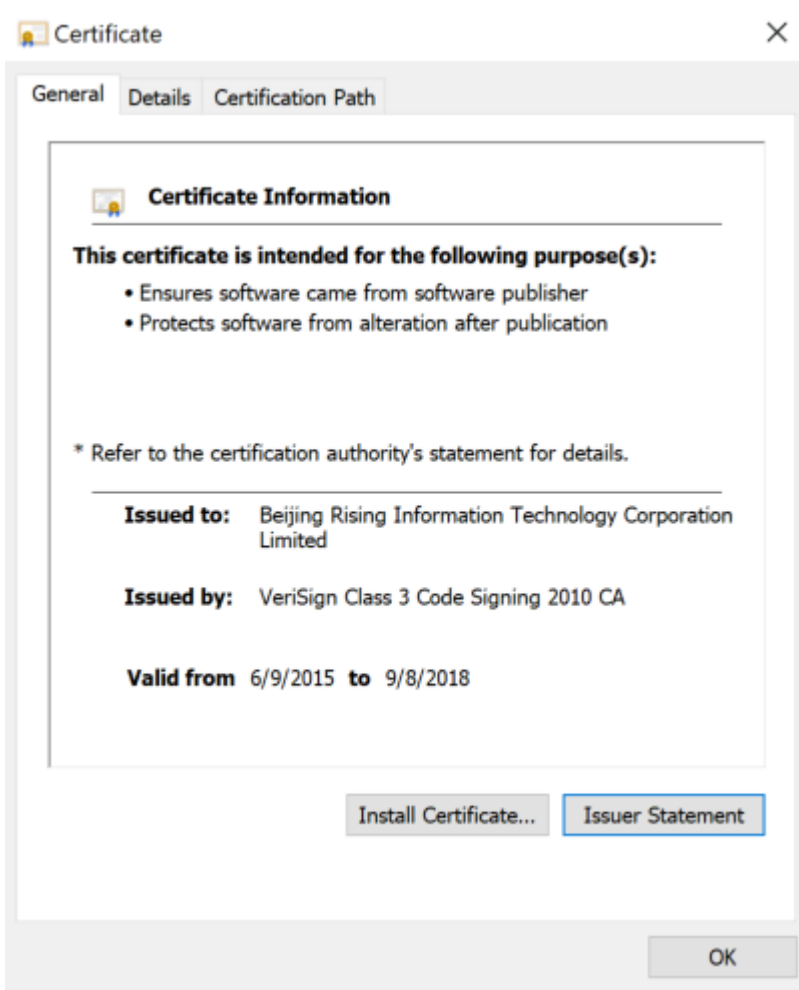 Certificate
General Details Certification Path
Certificate Information
This certificate is intended for the following purpose(s):
• Ensures software came from software publisher
• Protects software from alteration after publication
* Refer to the certification authority's statement for details.
Issued to: Beijing Rising Information Technology Corporation
Limited
Issued by: VeriSign Class 3 Code Signing 2010 CA
Valid from 6/9/2015 to 9/8/2018
Install Certificate... Issuer Statement
OK